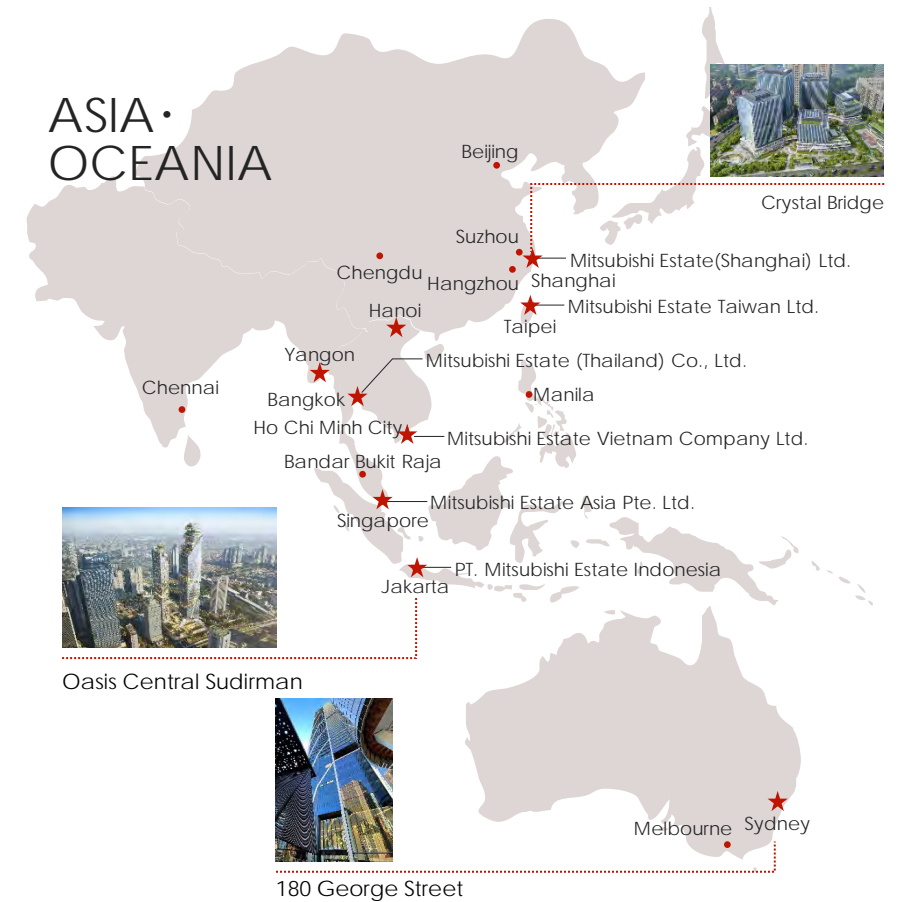 ASIA・
OCEANIA
Beijing
Crystal Bridge
Suzhou
Mitsubishi Estate(Shanghai) Ltd.
Chengdu
Hangzhou
Shanghai
Hanoi
Mitsubishi Estate Taiwan Ltd.
Taipei
Yangon
Mitsubishi Estate (Thailand) Co., Ltd.
Chennai
Bangkok
Manila
Ho Chi Minh City
Mitsubishi Estate Vietnam Company Ltd.
Bandar Bukit Raja
Mitsubishi Estate Asia Pte. Ltd.
Singapore
PT. Mitsubishi Estate Indonesia
Jakarta
Oasis Central Sudirman
Melbourne
Sydney
180 George Street